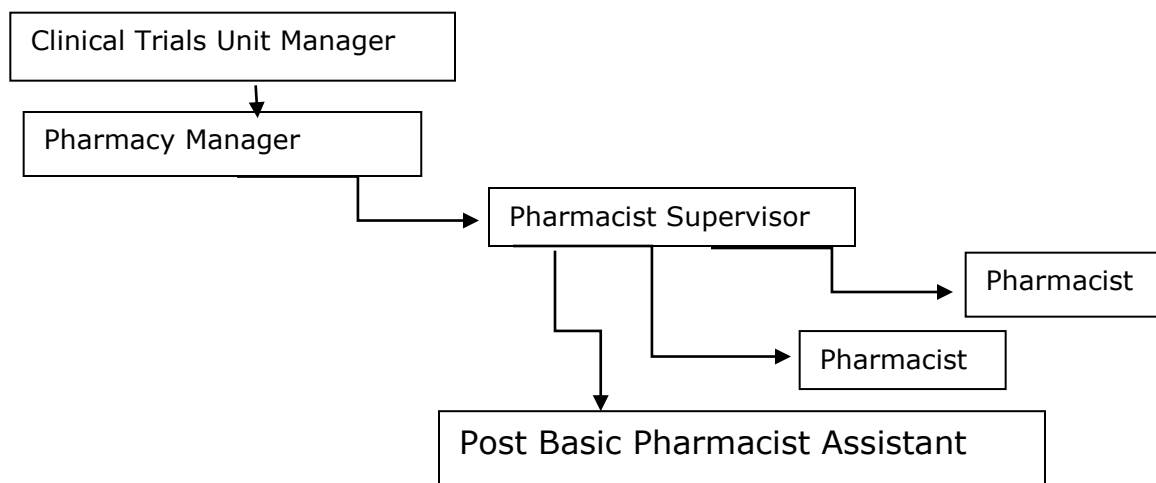 Clinical Trials Unit Manager
Pharmacy Manager
Pharmacist Supervisor
Pharmacist
Pharmacist
Post Basic Pharmacist Assistant